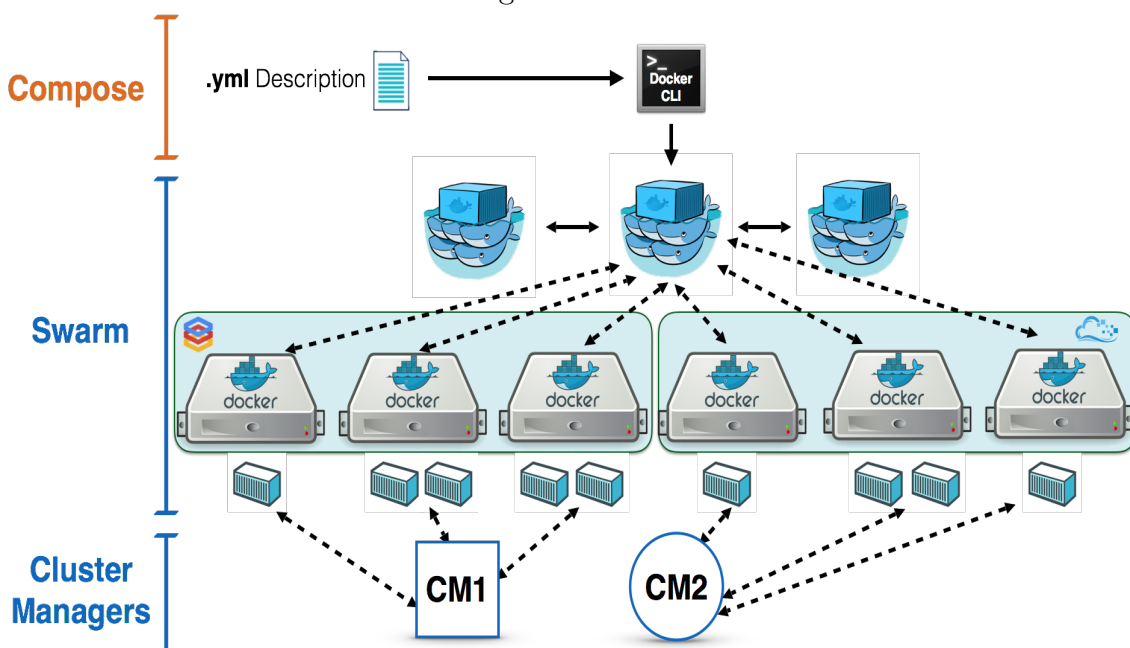 g
Compose
.yml Description
>_
Docker
CLI
Swarm
docker
docker
docker
docker
docker
docker
Cluster
Managers
CM1
CM2